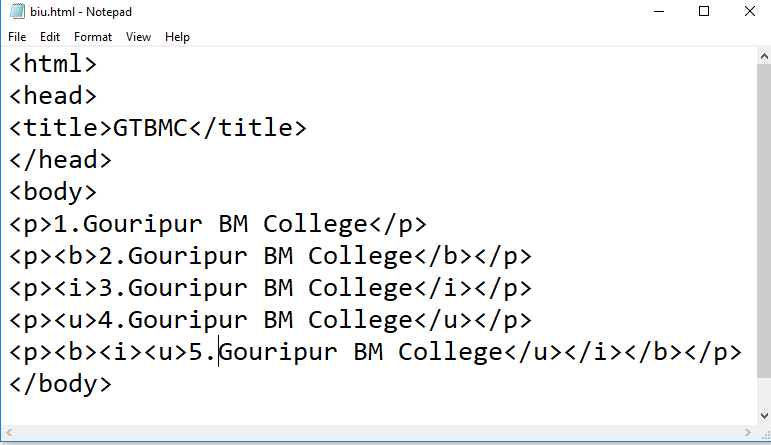 biu.html - Notepad
File Edit Format View Help
<html>
<head>
<title>GTBMC</title>
</head>
<body>
<p>1.Gouripur BM College</p>
<p><b>2.Gouripur BM College</b></p>
<p><i>3.Gouripur BM College</i></p>
<p><u>4.Gouripur BM College</u></p>
<p><b><i><u>5.Gouripur BM College</u></i></b></p>
</body>